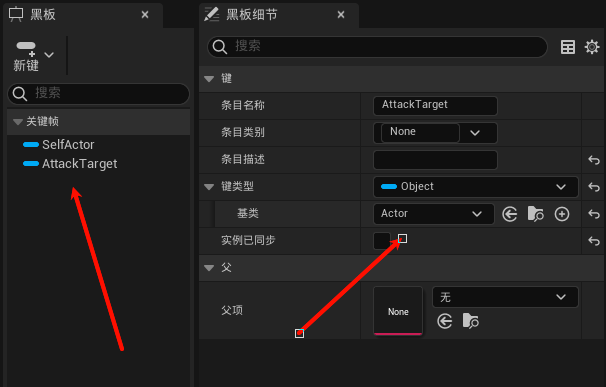 黑板
新键
搜索
关键帧
SelfActor
AttackTarget
黑板细节
搜索
键
条目名称 AttackTarget
条目类别 None
条目描述
键类型 Object
基类 Actor
实例已同步
父
父项 None 无